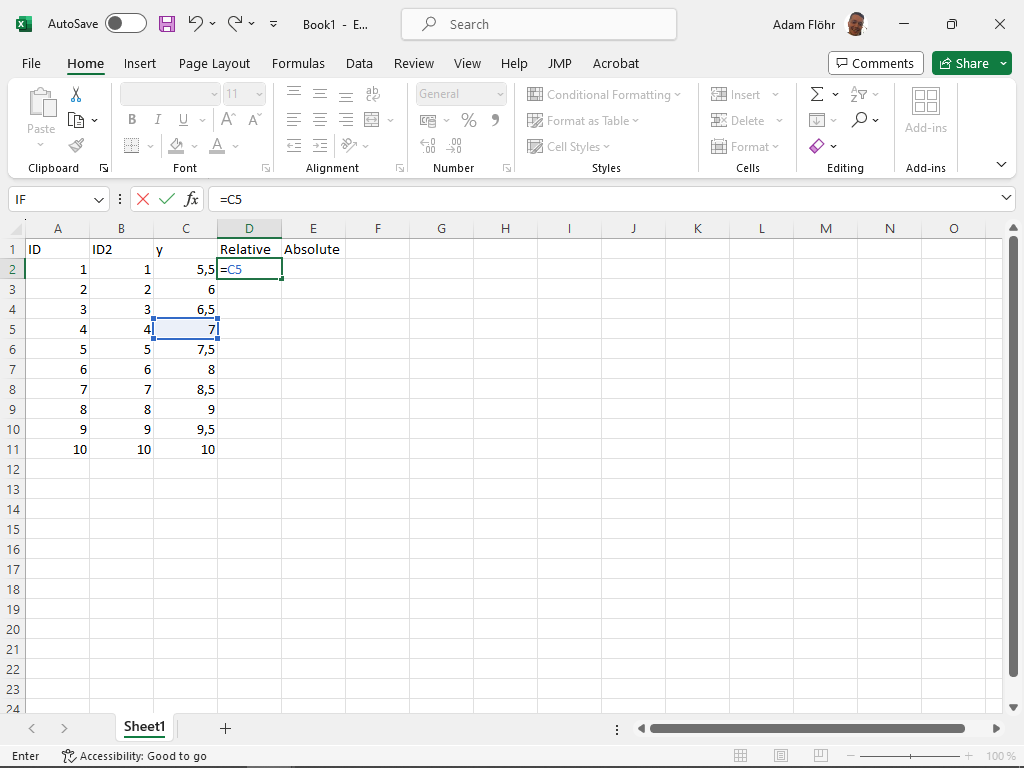 AutoSave Book1 - E... Search Adam Flöhr
File Home Insert Page Layout Formulas Data Review View Help JMP Acrobat Comments Share
Paste
11
B I U A A
Clipboard Font
ab
Alignment
General
% ,
.00
Number
Conditional Formatting
Format as Table
Cell Styles
Styles
Insert
Delete
Format
Cells
Editing
Add-ins
Add-ins
IF fx =C5
A B C D E F G H I J K L M N O
1 ID ID2 y Relative Absolute
2 1 1 5,5 =C5
3 2 2 6
4 3 3 6,5
5 4 4 7
6 5 5 7,5
7 6 6 8
8 7 7 8,5
9 8 8 9
10 9 9 9,5
11 10 10 10
12
13
14
15
16
17
18
19
20
21
22
23
24
Sheet1
Enter Accessibility: Good to go 100 %